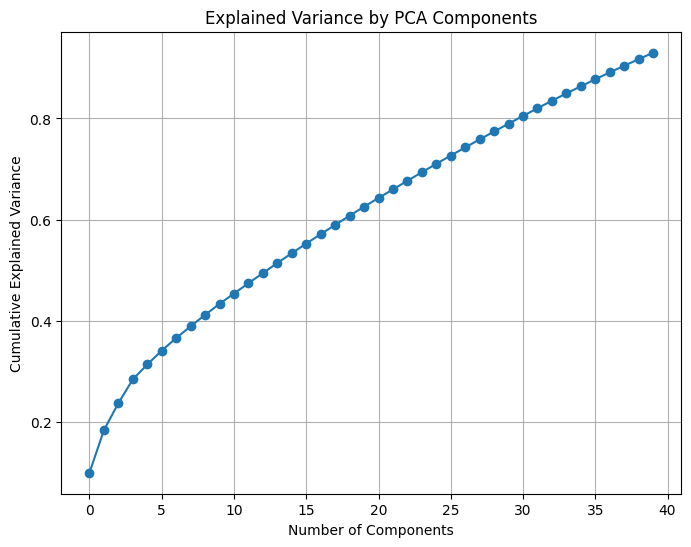 Explained Variance by PCA Components
Cumulative Explained Variance
0.8
0.6
0.4
0.2
0 5 10 15 20 25 30 35 40
Number of Components